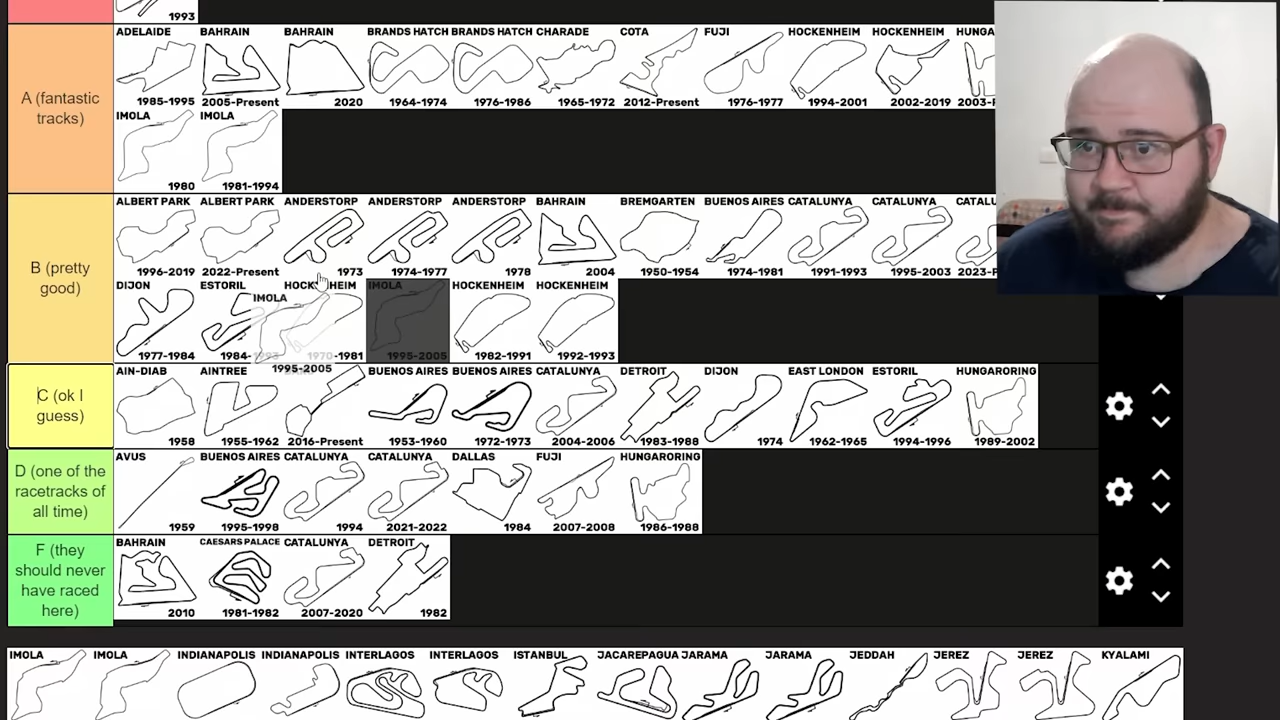 1993
A (fantastic tracks)
ADELAIDE BAHRAIN BAHRAIN BRANDS HATCH BRANDS HATCH CHARADE COTA FUJI HOCKENHEIM HOCKENHEIM HUNGA
1985-1995 2005-Present 2020 1964-1974 1976-1986 1965-1972 2012-Present 1976-1977 1994-2001 2002-2019 2003-P
IMOLA IMOLA
1980 1981-1994
B (pretty good)
ALBERT PARK ALBERT PARK ANDERSTORP ANDERSTORP ANDERSTORP BAHRAIN BREMGARTEN BUENOS AIRES CATALUNYA CATALUNYA CATALU
1996-2019 2022-Present 1973 1974-1977 1978 2004 1950-1954 1974-1981 1991-1993 1995-2003 2023-P
DIJON ESTORIL HOCKENHEIM IMOLA HOCKENHEIM HOCKENHEIM
IMOLA
1977-1984 1984-1993 1970-1981 1995-2005 1982-1991 1992-1993
1995-2005
C (ok I guess)
AIN-DIAB AINTREE BUENOS AIRES BUENOS AIRES CATALUNYA DETROIT DIJON EAST LONDON ESTORIL HUNGARORING
1958 1955-1962 2016-Present 1953-1960 1972-1973 2004-2006 1983-1988 1974 1962-1965 1994-1996 1989-2002
D (one of the racetracks of all time)
AVUS BUENOS AIRES CATALUNYA CATALUNYA DALLAS FUJI HUNGARORING
1959 1995-1998 1994 2021-2022 1984 2007-2008 1986-1988
F (they should never have raced here)
BAHRAIN CAESARS PALACE CATALUNYA DETROIT
2010 1981-1982 2007-2020 1982
IMOLA IMOLA INDIANAPOLIS INDIANAPOLIS INTERLAGOS INTERLAGOS ISTANBUL JACAREPAGUA JARAMA JARAMA JEDDAH JEREZ JEREZ KYALAMI